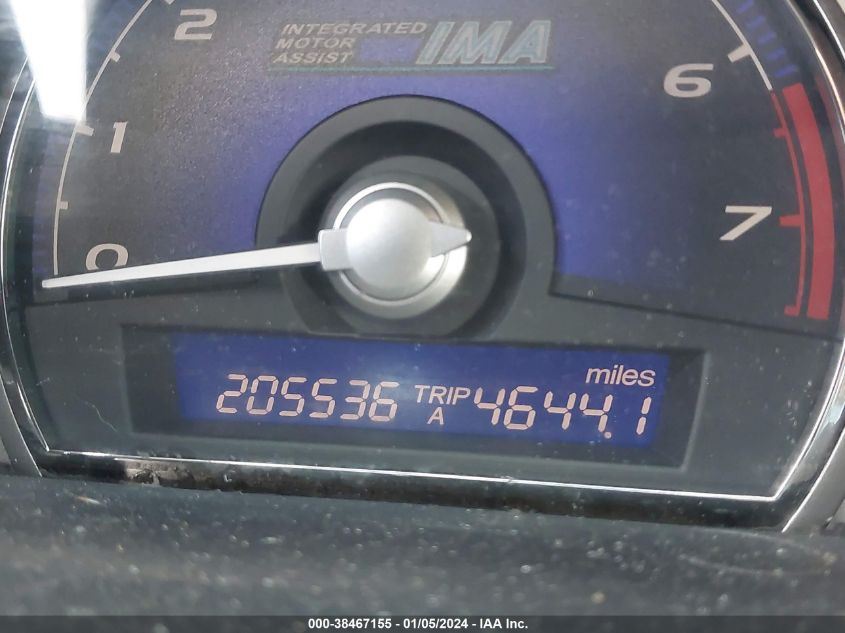 2
INTEGRATED
MOTOR
ASSIST
IMA
6
1
7
0
miles
205536 TRIP A 4644.1
000-38467155 — 01/05/2024 — IAA Inc.